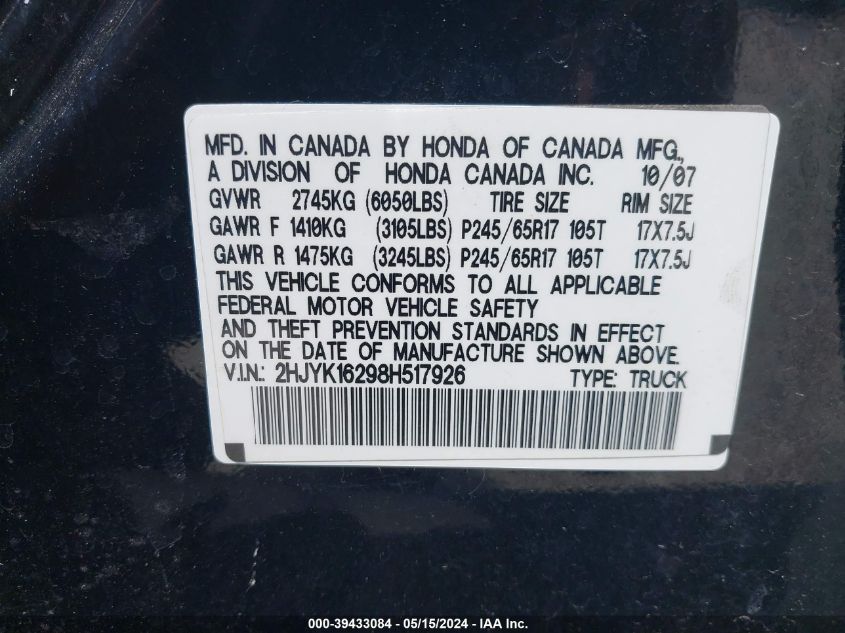 MFD. IN CANADA BY HONDA OF CANADA MFG.,
A DIVISION OF HONDA CANADA INC. 10/07
GVWR 2745KG (6050LBS) TIRE SIZE RIM SIZE
GAWR F 1410KG (3105LBS) P245/65R17 105T 17X7.5J
GAWR R 1475KG (3245LBS) P245/65R17 105T 17X7.5J
THIS VEHICLE CONFORMS TO ALL APPLICABLE
FEDERAL MOTOR VEHICLE SAFETY
AND THEFT PREVENTION STANDARDS IN EFFECT
ON THE DATE OF MANUFACTURE SHOWN ABOVE.
V.I.N.: 2HJYK16298H517926 TYPE: TRUCK
000-39433084 - 05/15/2024 - IAA Inc.